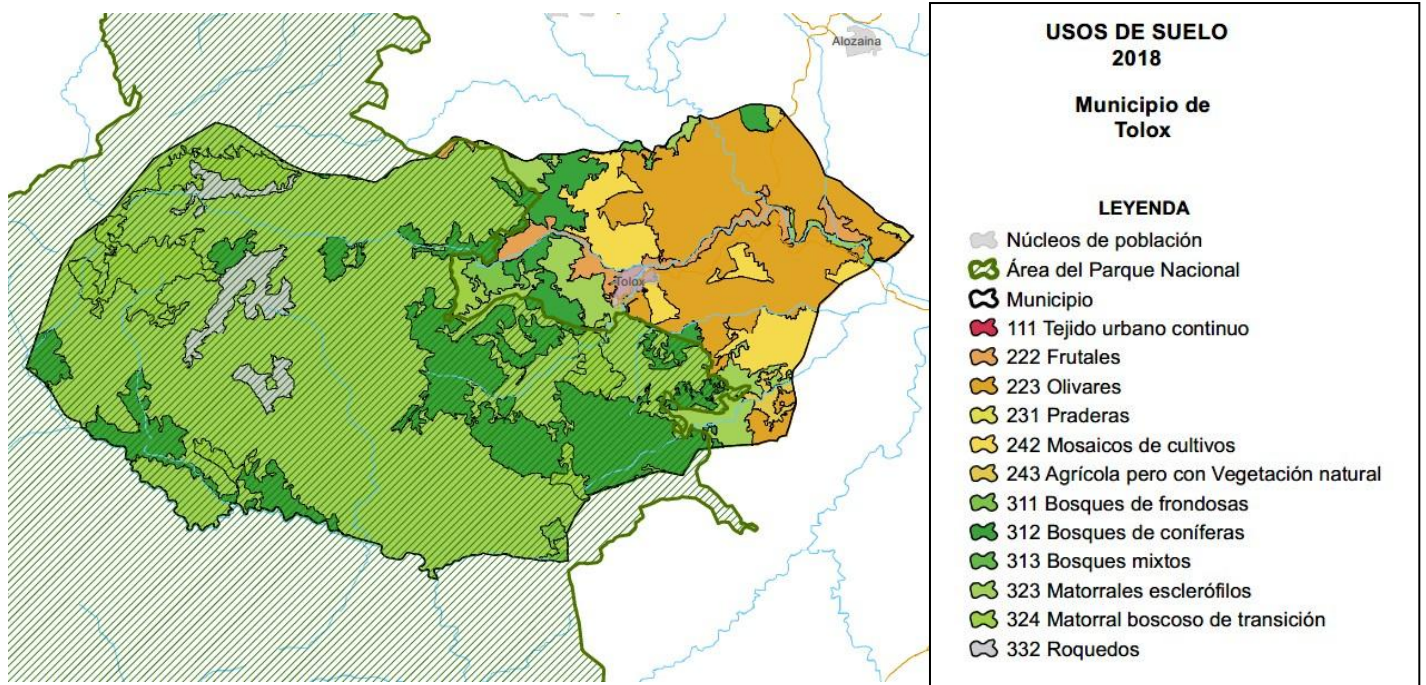 Alozaina
Tolox
USOS DE SUELO
2018
Municipio de
Tolox
LEYENDA
Núcleos de población
Área del Parque Nacional
Municipio
111 Tejido urbano continuo
222 Frutales
223 Olivares
231 Praderas
242 Mosaicos de cultivos
243 Agrícola pero con Vegetación natural
311 Bosques de frondosas
312 Bosques de coníferas
313 Bosques mixtos
323 Matorrales esclerófilos
324 Matorral boscoso de transición
332 Roquedos